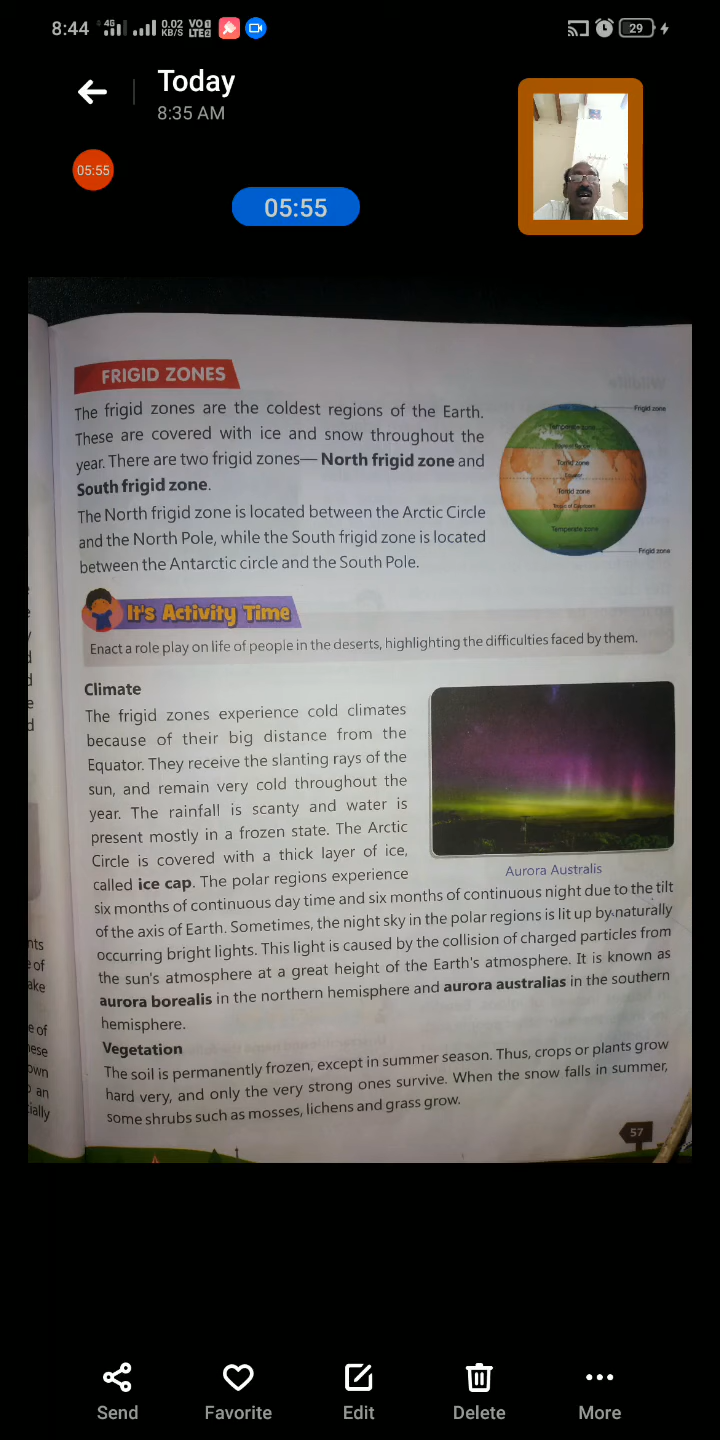 8:44 4G 0.02 KB/S VO 1 LTE 2 29
Today
8:35 AM
05:55
05:55
FRIGID ZONES
The frigid zones are the coldest regions of the Earth.
These are covered with ice and snow throughout the
year. There are two frigid zones— North frigid zone and
South frigid zone.
The North frigid zone is located between the Arctic Circle
and the North Pole, while the South frigid zone is located
between the Antarctic circle and the South Pole.
Frigid zone
Temperate zone
Torrid zone
Torrid zone
Temperate zone
Frigid zone
It's Activity Time
Enact a role play on life of people in the deserts, highlighting the difficulties faced by them.
Climate
The frigid zones experience cold climates
because of their big distance from the
Equator. They receive the slanting rays of the
sun, and remain very cold throughout the
year. The rainfall is scanty and water is
present mostly in a frozen state. The Arctic
Circle is covered with a thick layer of ice,
called ice cap. The polar regions experience
Aurora Australis
six months of continuous day time and six months of continuous night due to the tilt
of the axis of Earth. Sometimes, the night sky in the polar regions is lit up by naturally
occurring bright lights. This light is caused by the collision of charged particles from
the sun's atmosphere at a great height of the Earth's atmosphere. It is known as
aurora borealis in the northern hemisphere and aurora australias in the southern
hemisphere.
Vegetation
The soil is permanently frozen, except in summer season. Thus, crops or plants grow
hard very, and only the very strong ones survive. When the snow falls in summer,
some shrubs such as mosses, lichens and grass grow.
57
Send
Favorite
Edit
Delete
More